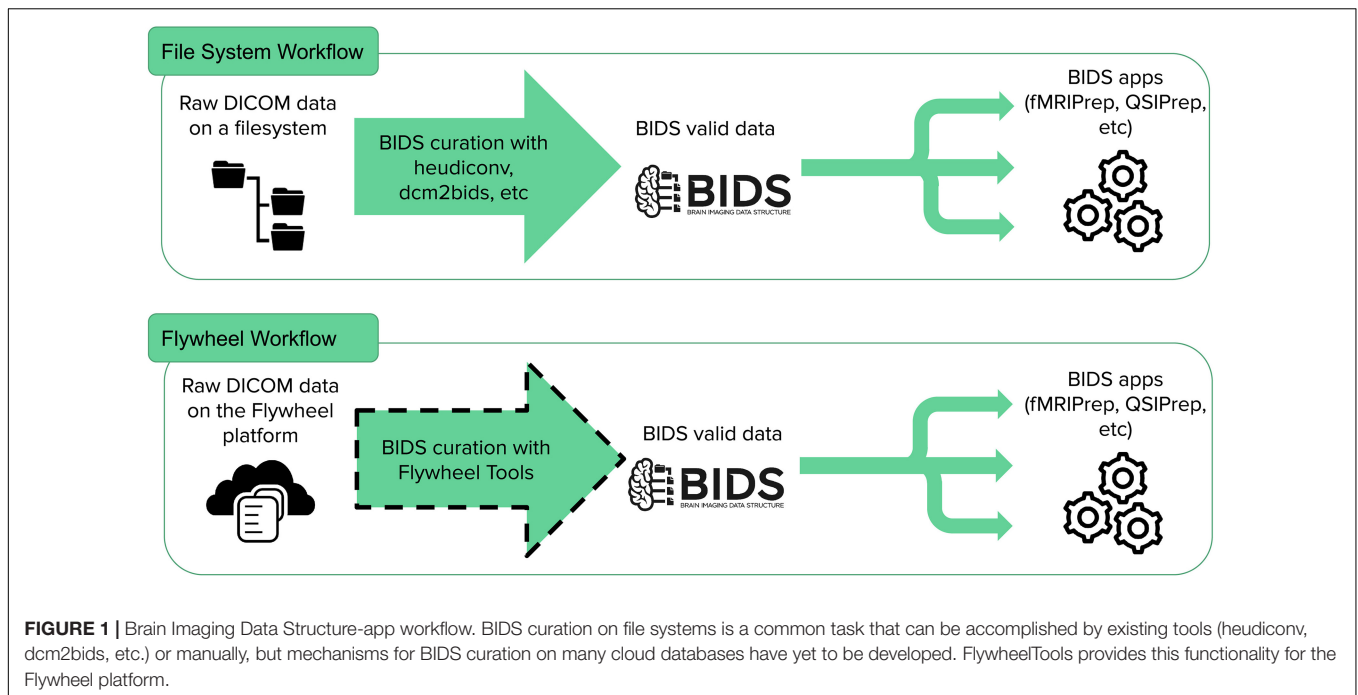 File System Workflow
Raw DICOM data
on a filesystem
BIDS curation with
heudiconv,
dcm2bids, etc
BIDS valid data
BIDS
BRAIN IMAGING DATA STRUCTURE
BIDS apps
(fMRIPrep, QSIPrep,
etc)
Flywheel Workflow
Raw DICOM data
on the Flywheel
platform
BIDS curation with
Flywheel Tools
BIDS valid data
BIDS
BRAIN IMAGING DATA STRUCTURE
BIDS apps
(fMRIPrep, QSIPrep,
etc)
FIGURE 1 | Brain Imaging Data Structure-app workflow. BIDS curation on file systems is a common task that can be accomplished by existing tools (heudiconv,
dcm2bids, etc.) or manually, but mechanisms for BIDS curation on many cloud databases have yet to be developed. FlywheelTools provides this functionality for the
Flywheel platform.